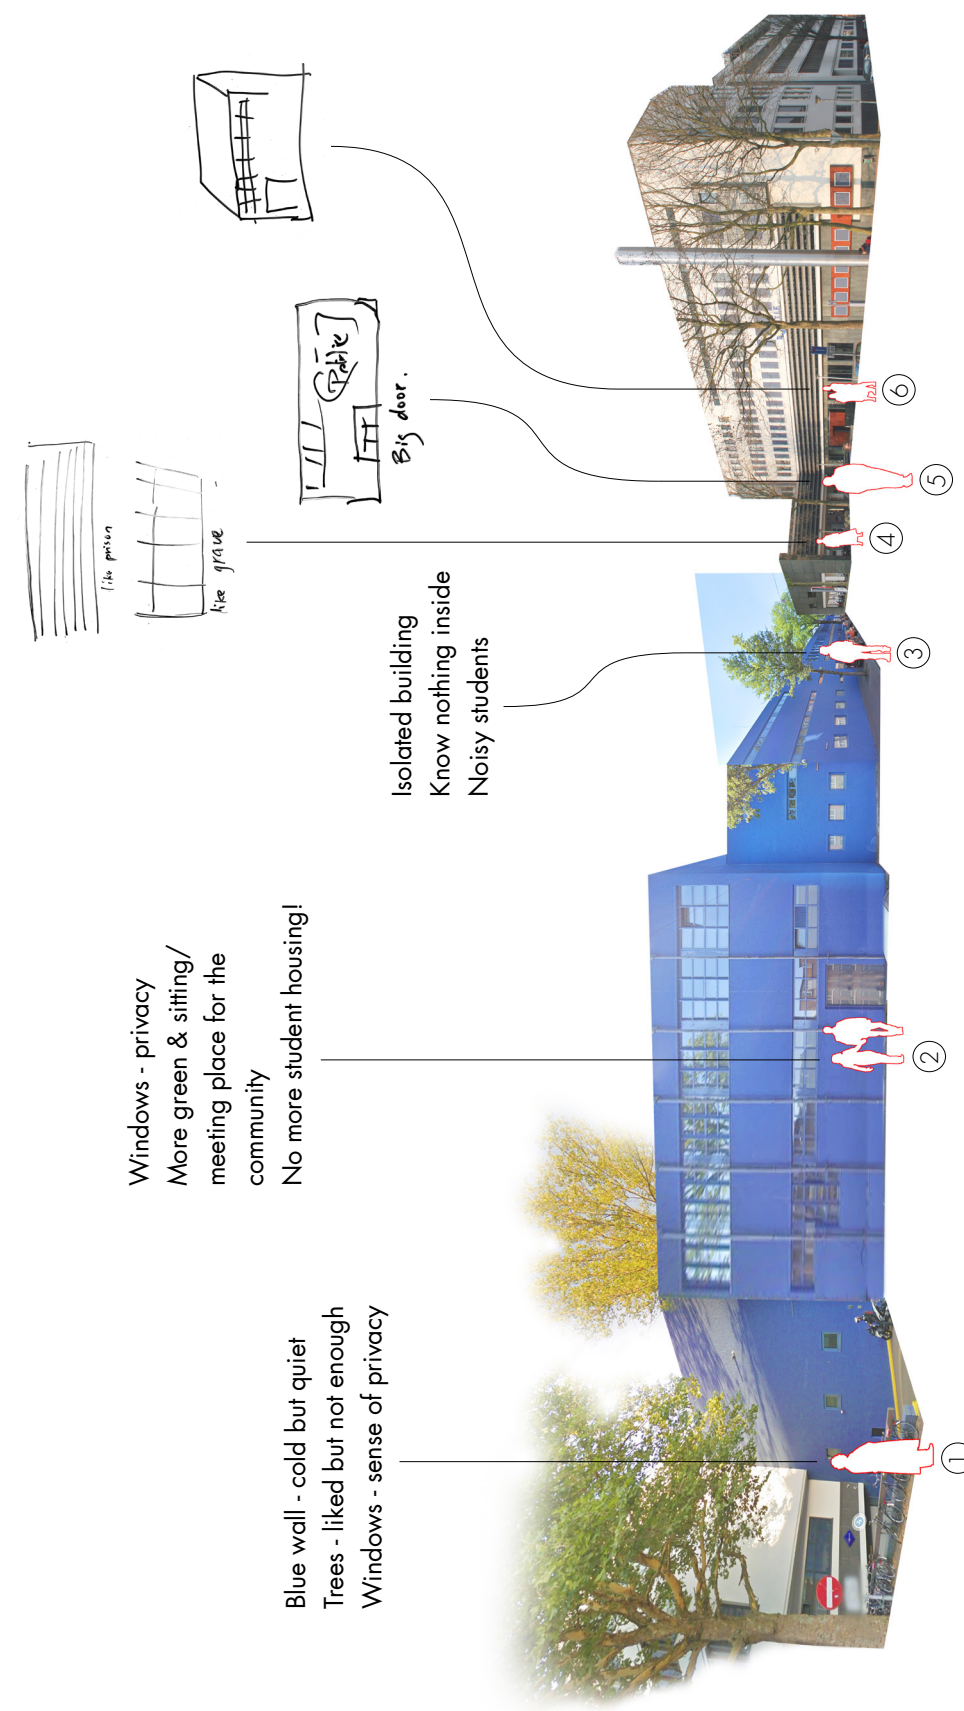 Blue wall - cold but quiet
Trees - liked but not enough
Windows - sense of privacy
Windows - privacy
More green & sitting/
meeting place for the
community
No more student housing!
Isolated building
Know nothing inside
Noisy students
like prison
like grave
Public
Big door.
1
2
3
4
5
6